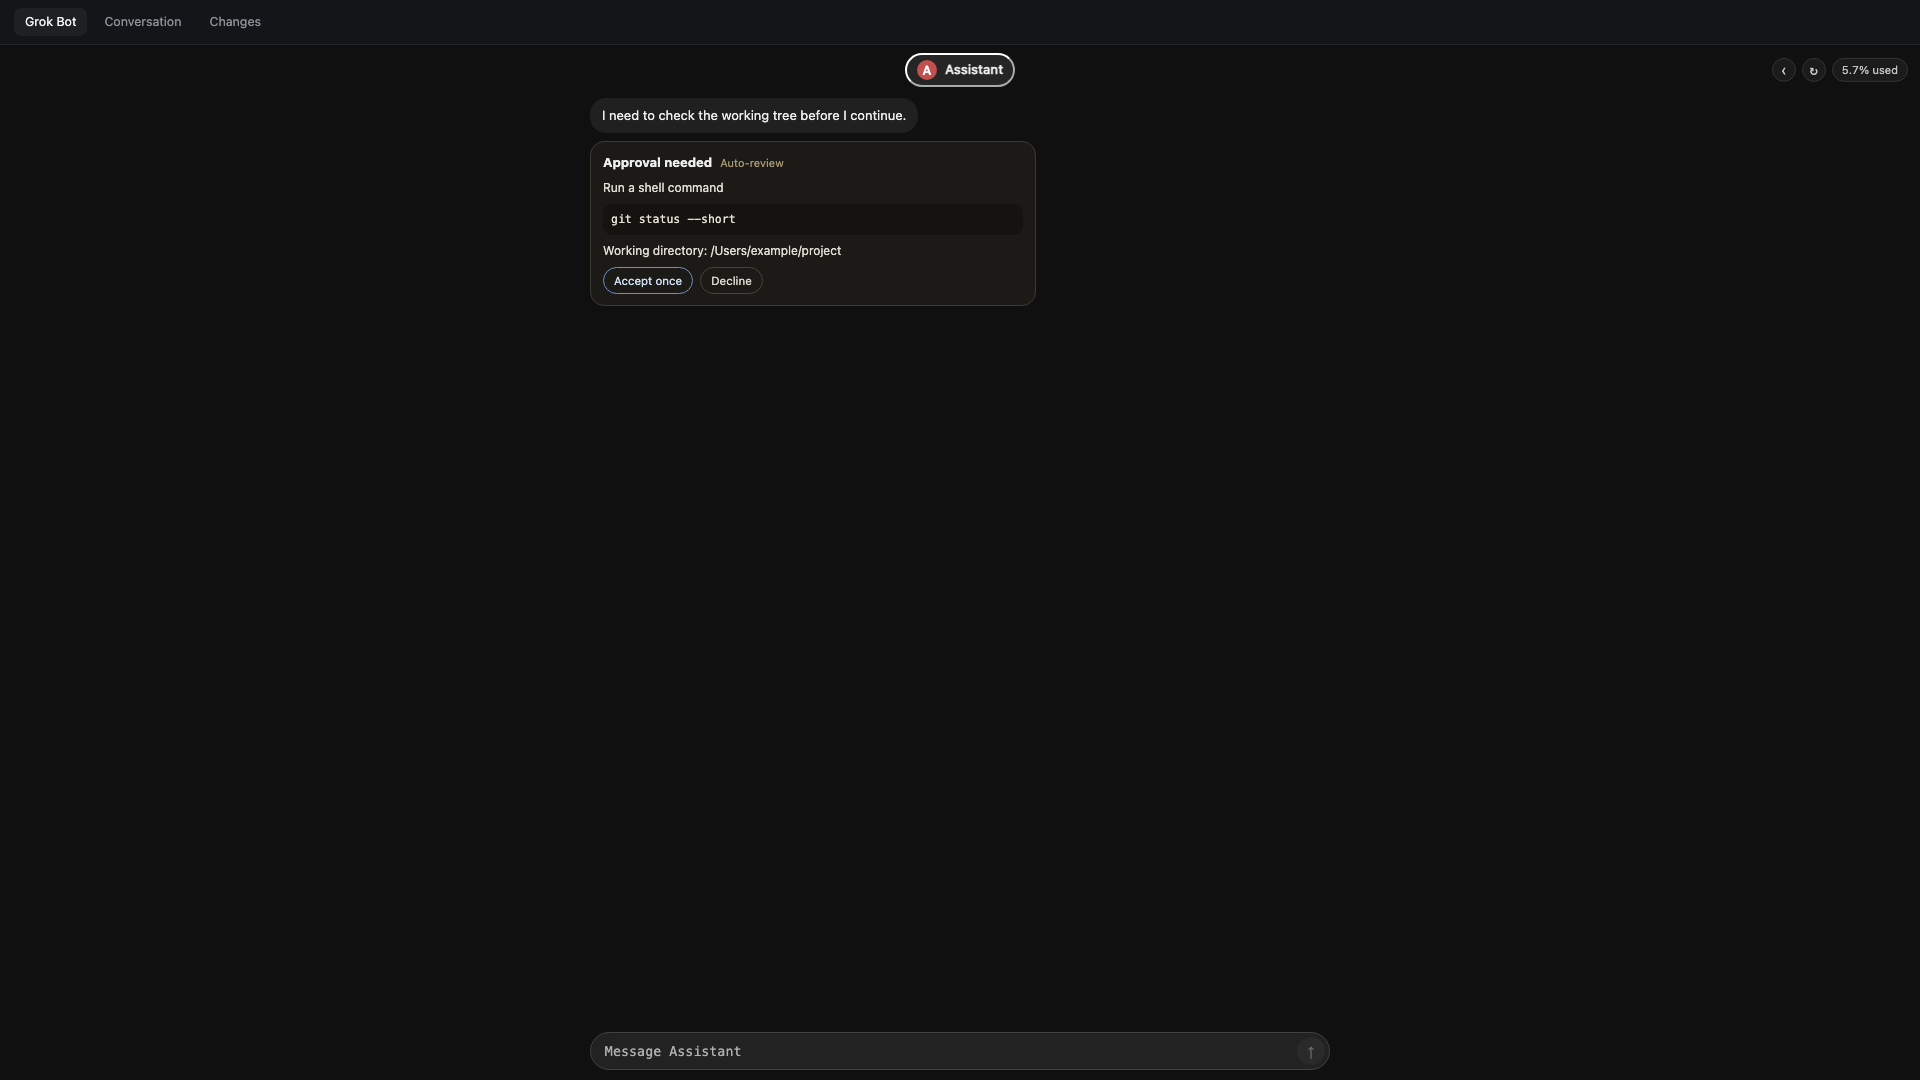 Grok Bot Conversation Changes
A Assistant
‹ ↻ 5.7% used
I need to check the working tree before I continue.
Approval needed Auto-review
Run a shell command
git status --short
Working directory: /Users/example/project
Accept once Decline
Message Assistant ↑